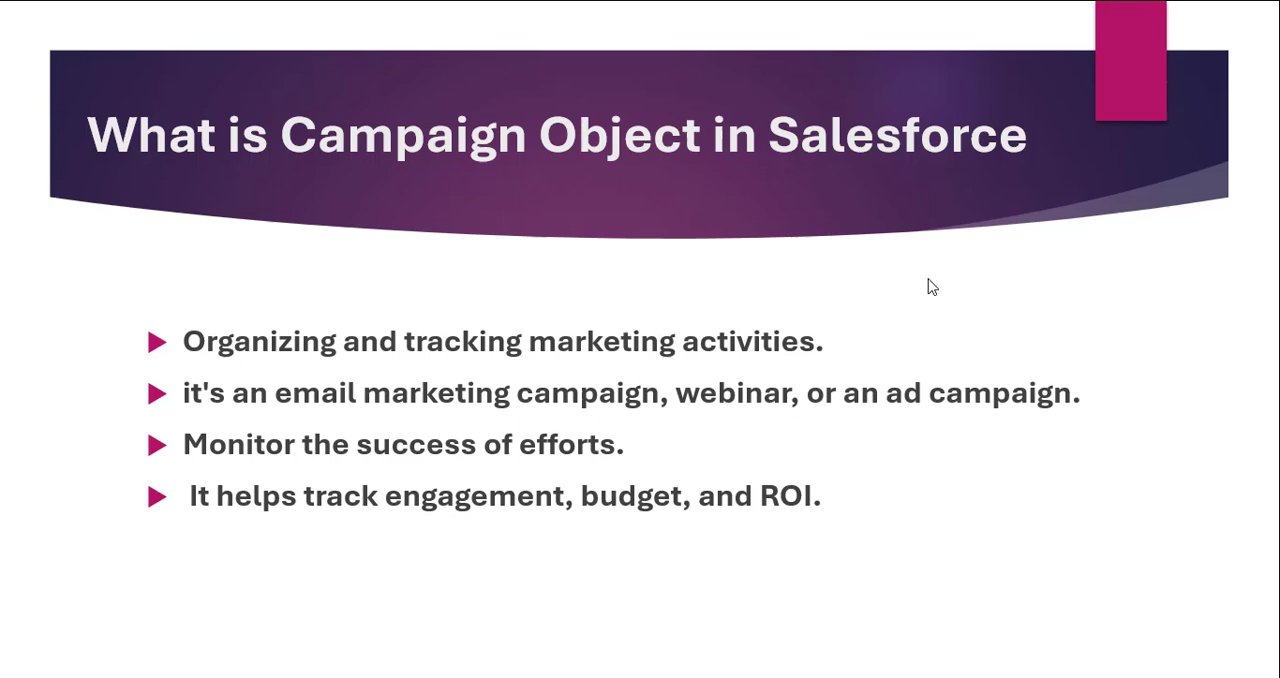 What is Campaign Object in Salesforce
Organizing and tracking marketing activities.
it's an email marketing campaign, webinar, or an ad campaign.
Monitor the success of efforts.
It helps track engagement, budget, and ROI.